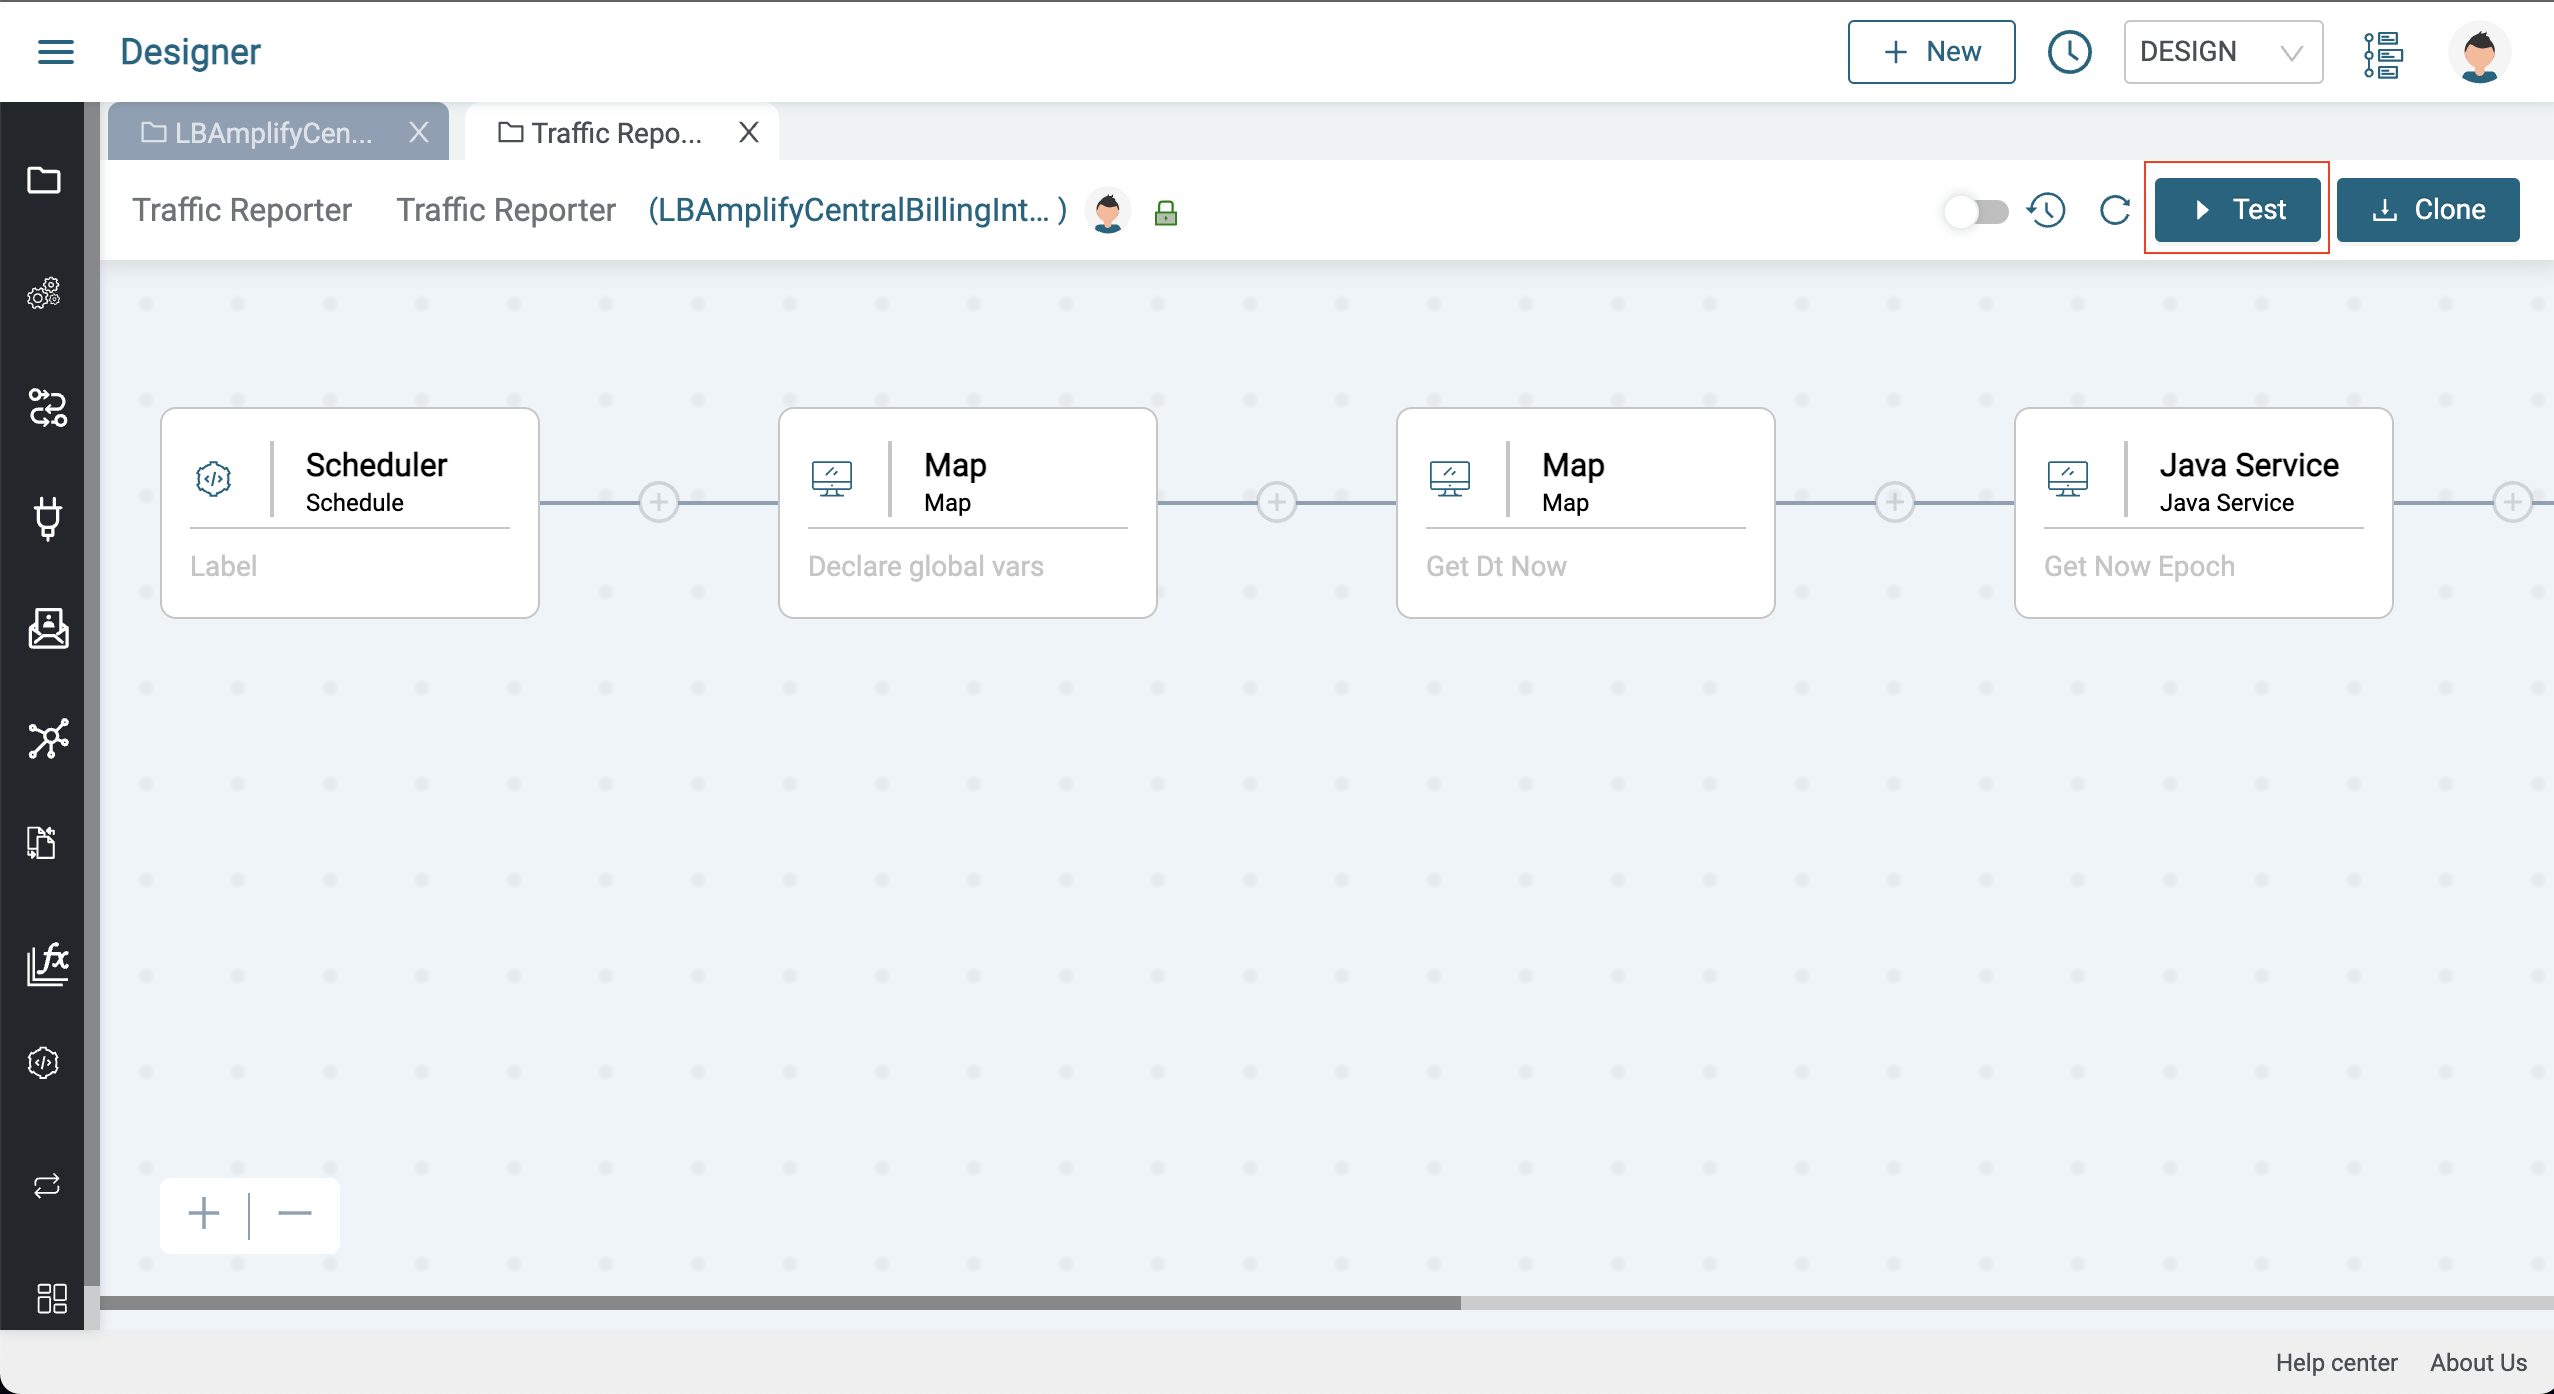 Designer
New
DESIGN
LBAmplifyCen...
Traffic Repo...
Traffic Reporter
Traffic Reporter
(LBAmplifyCentralBillingInt... )
Test
Clone
Scheduler
Schedule
Label
Map
Map
Declare global vars
Map
Map
Get Dt Now
Java Service
Java Service
Get Now Epoch
fx
Help center
About Us